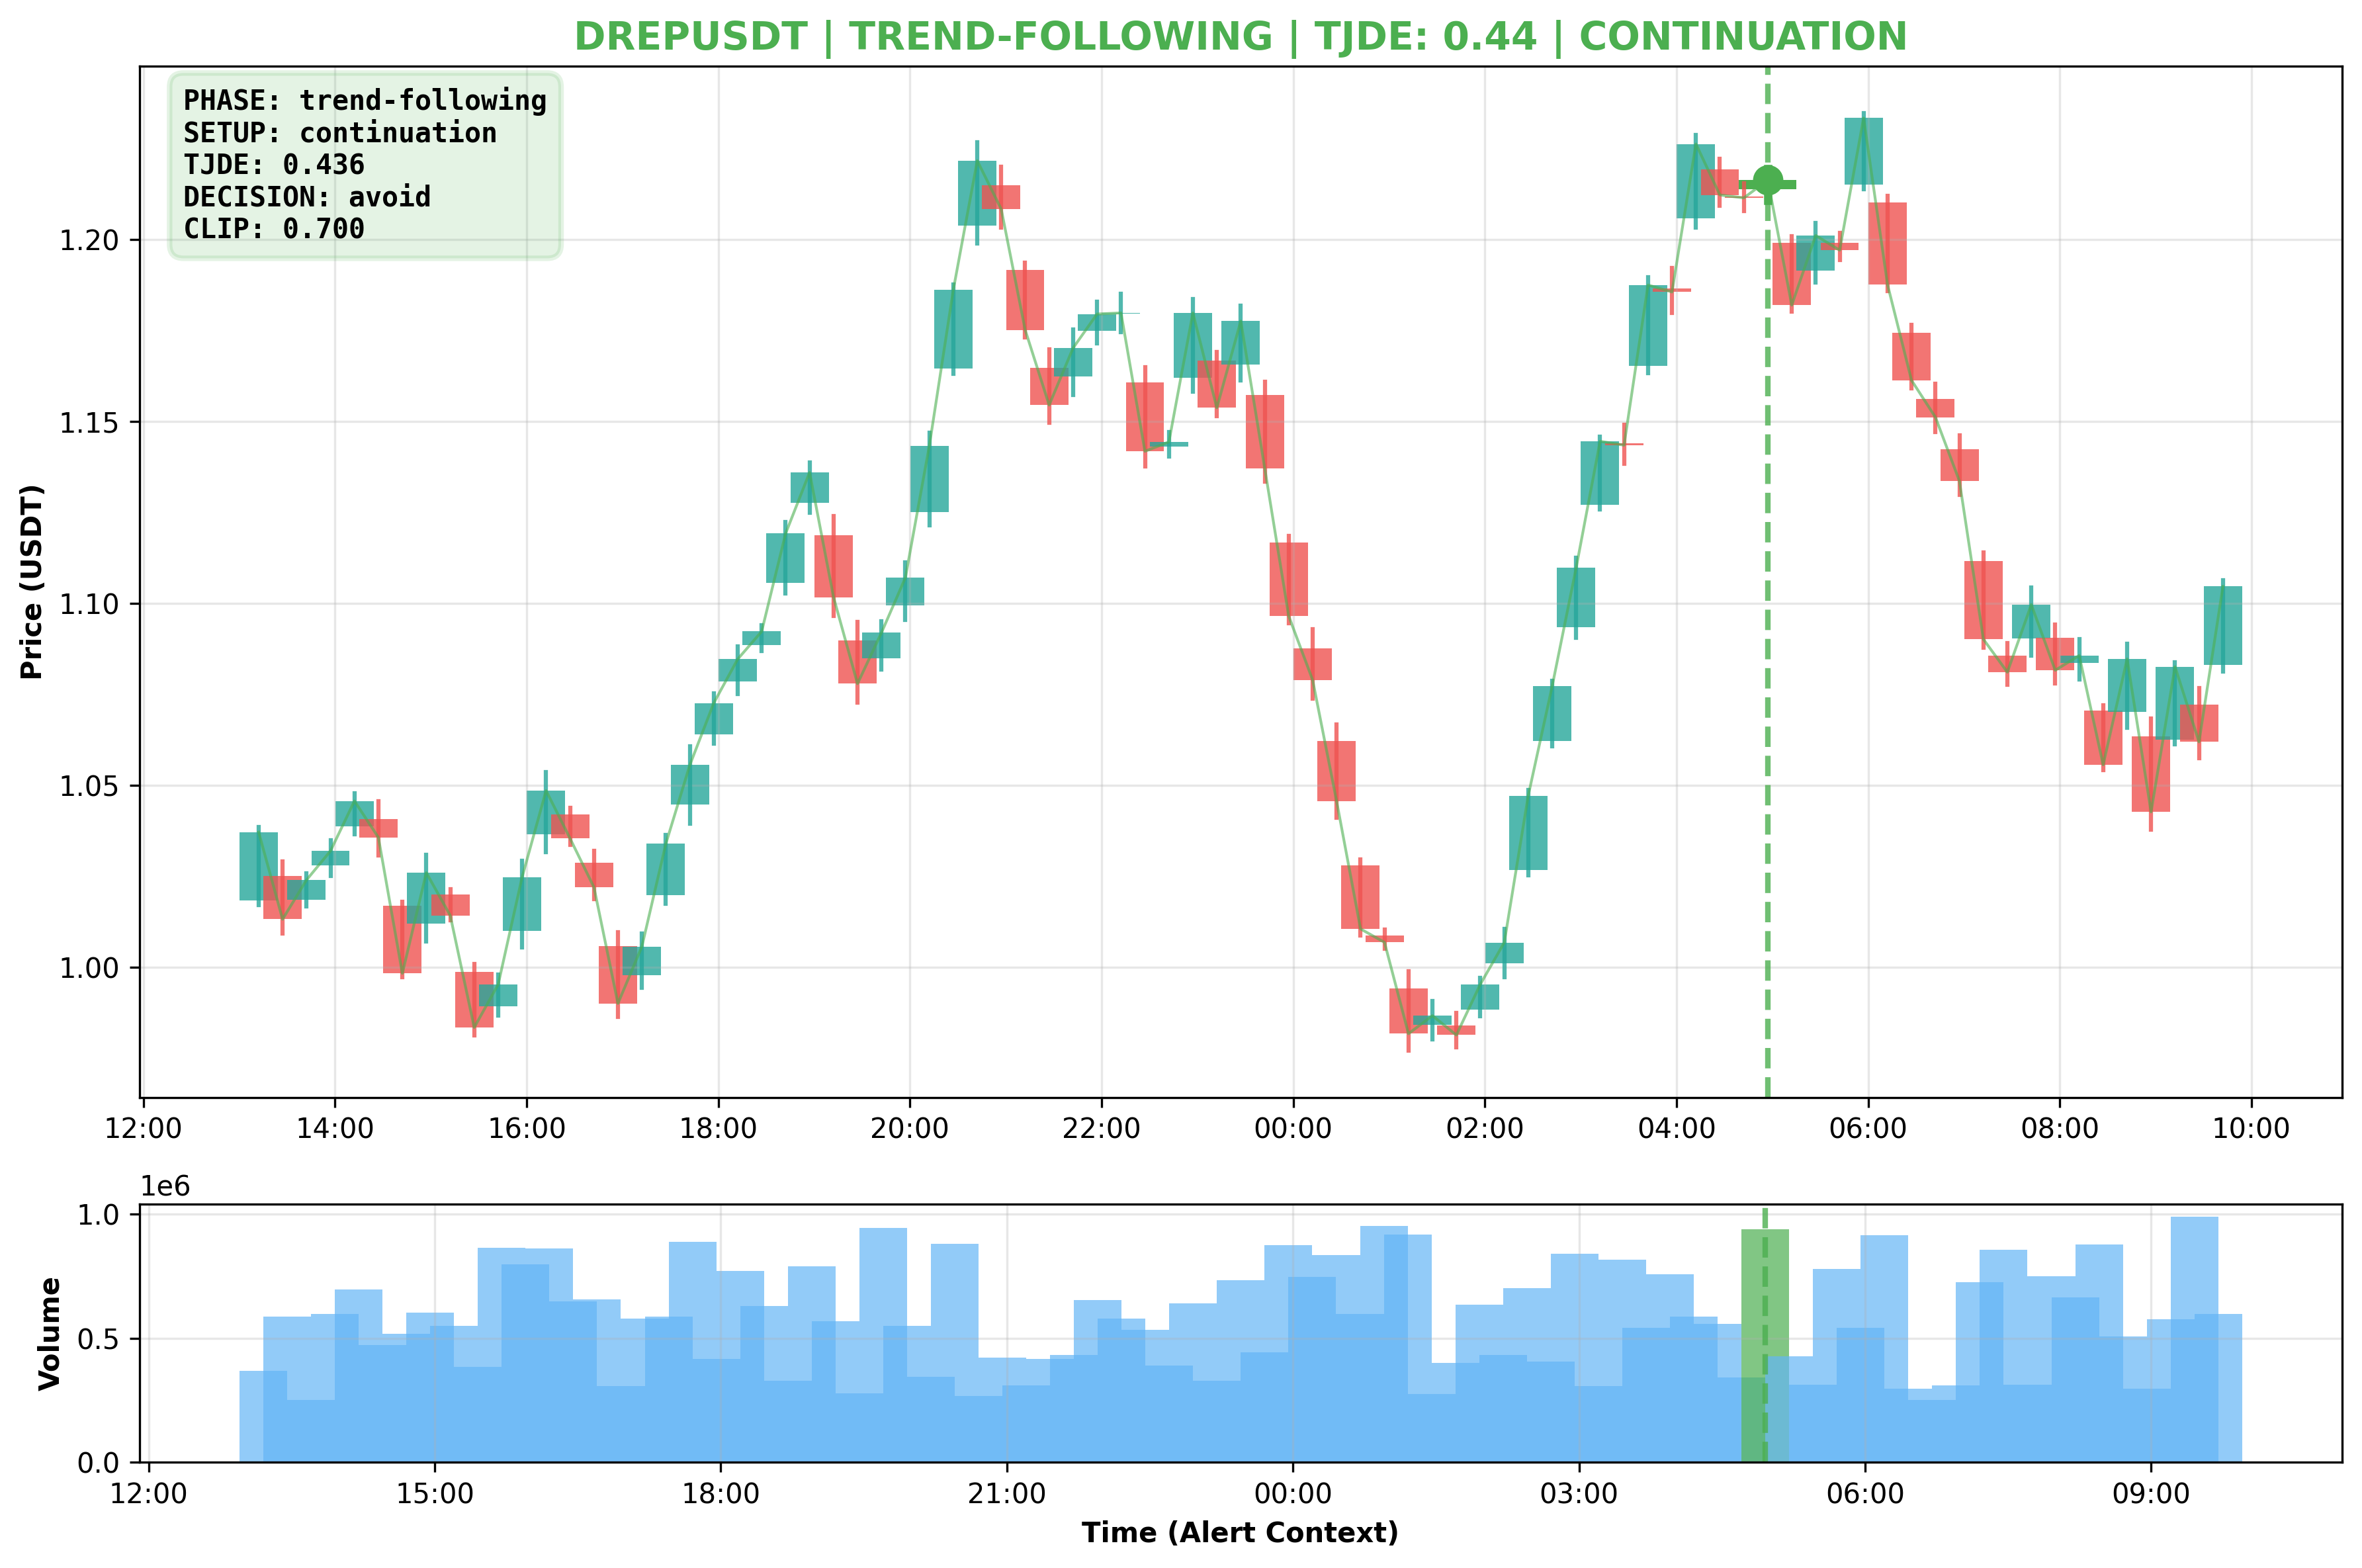 DREPUSDT | TREND-FOLLOWING | TJDE: 0.44 | CONTINUATION
PHASE: trend-following
SETUP: continuation
TJDE: 0.436
DECISION: avoid
CLIP: 0.700
Price (USDT)
1.20
1.15
1.10
1.05
1.00
12:00 14:00 16:00 18:00 20:00 22:00 00:00 02:00 04:00 06:00 08:00 10:00
1e6
Volume
1.0
0.5
0.0
12:00 15:00 18:00 21:00 00:00 03:00 06:00 09:00
Time (Alert Context)